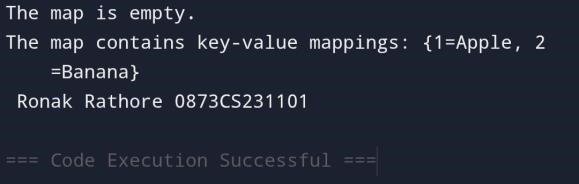 The map is empty.
The map contains key-value mappings: {1=Apple, 2
=Banana}
Ronak Rathore 0873CS231101
=== Code Execution Successful ===